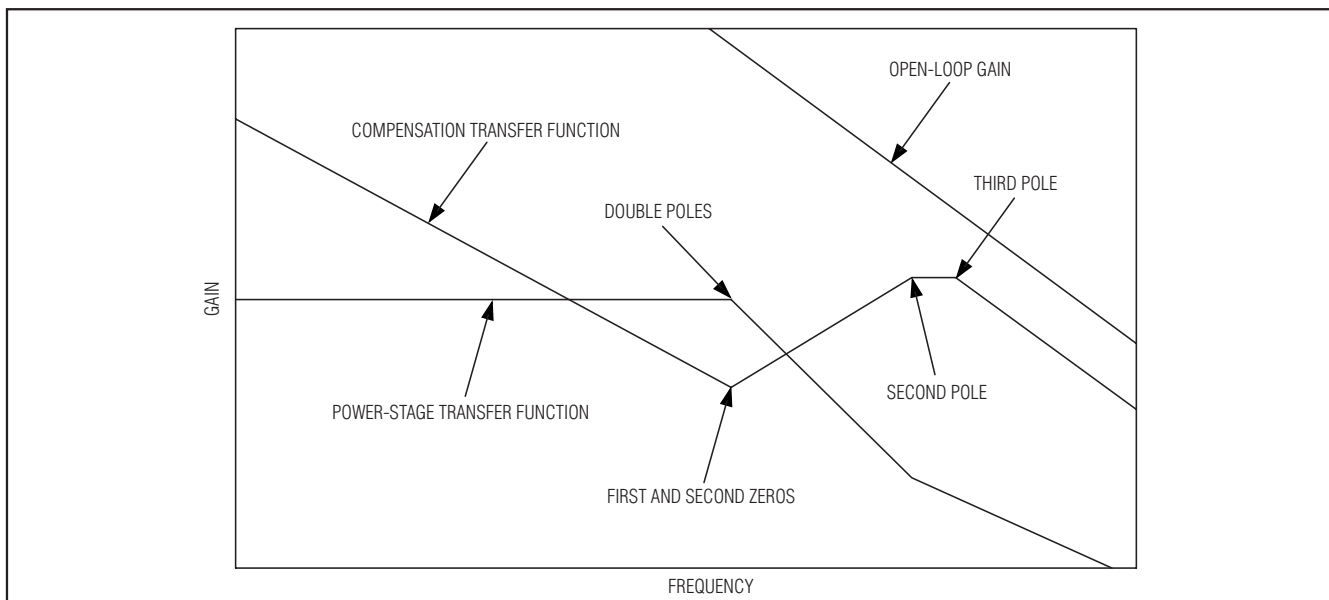 OPEN-LOOP GAIN
COMPENSATION TRANSFER FUNCTION
THIRD POLE
DOUBLE POLES
GAIN
POWER-STAGE TRANSFER FUNCTION
SECOND POLE
FIRST AND SECOND ZEROS
FREQUENCY